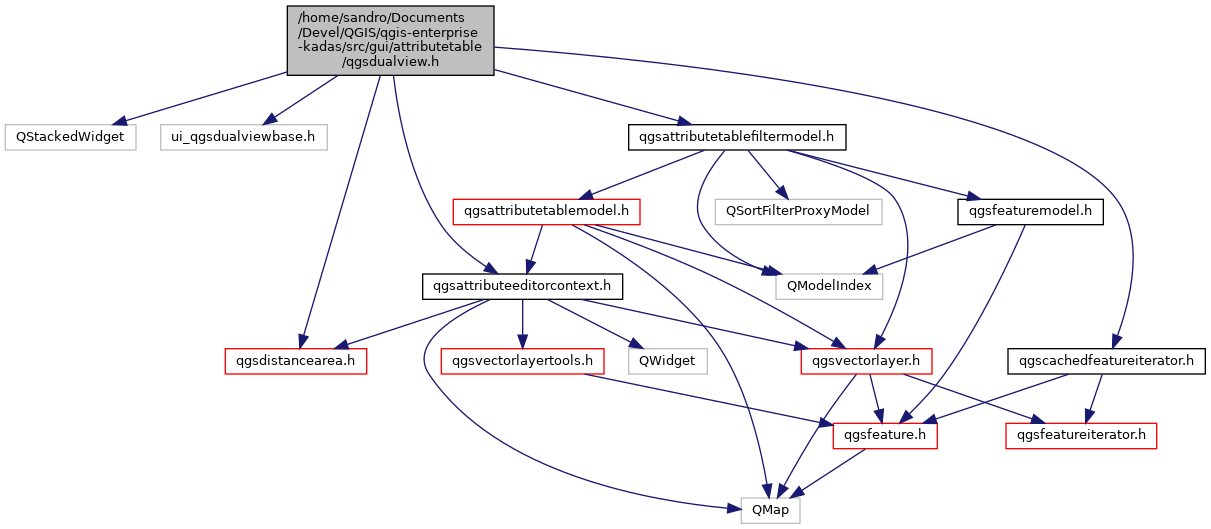 /home/sandro/Documents
/Devel/QGIS/qgis-enterprise
-kadas/src/gui/attributetable
/qgsdualview.h
QStackedWidget
ui_qgsdualviewbase.h
qgsattributetablefiltermodel.h
qgsattributetablemodel.h
QSortFilterProxyModel
qgsfeaturemodel.h
qgsattributeeditorcontext.h
QModelIndex
qgsdistancearea.h
qgsvectorlayertools.h
QWidget
qgsvectorlayer.h
qgscachedfeatureiterator.h
qgsfeature.h
qgsfeatureiterator.h
QMap